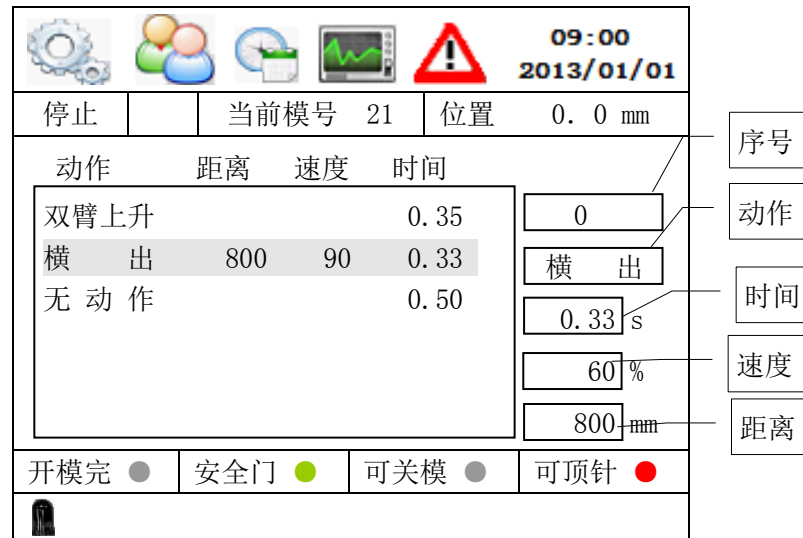 09:00
2013/01/01
停止 当前模号 21 位置 0. 0 mm
动作 距离 速度 时间
双臂上升 0.35
横 出 800 90 0.33
无 动 作 0.50
0
横 出
0.33 s
60 %
800 mm
序号
动作
时间
速度
距离
开模完 安全门 可关模 可顶针